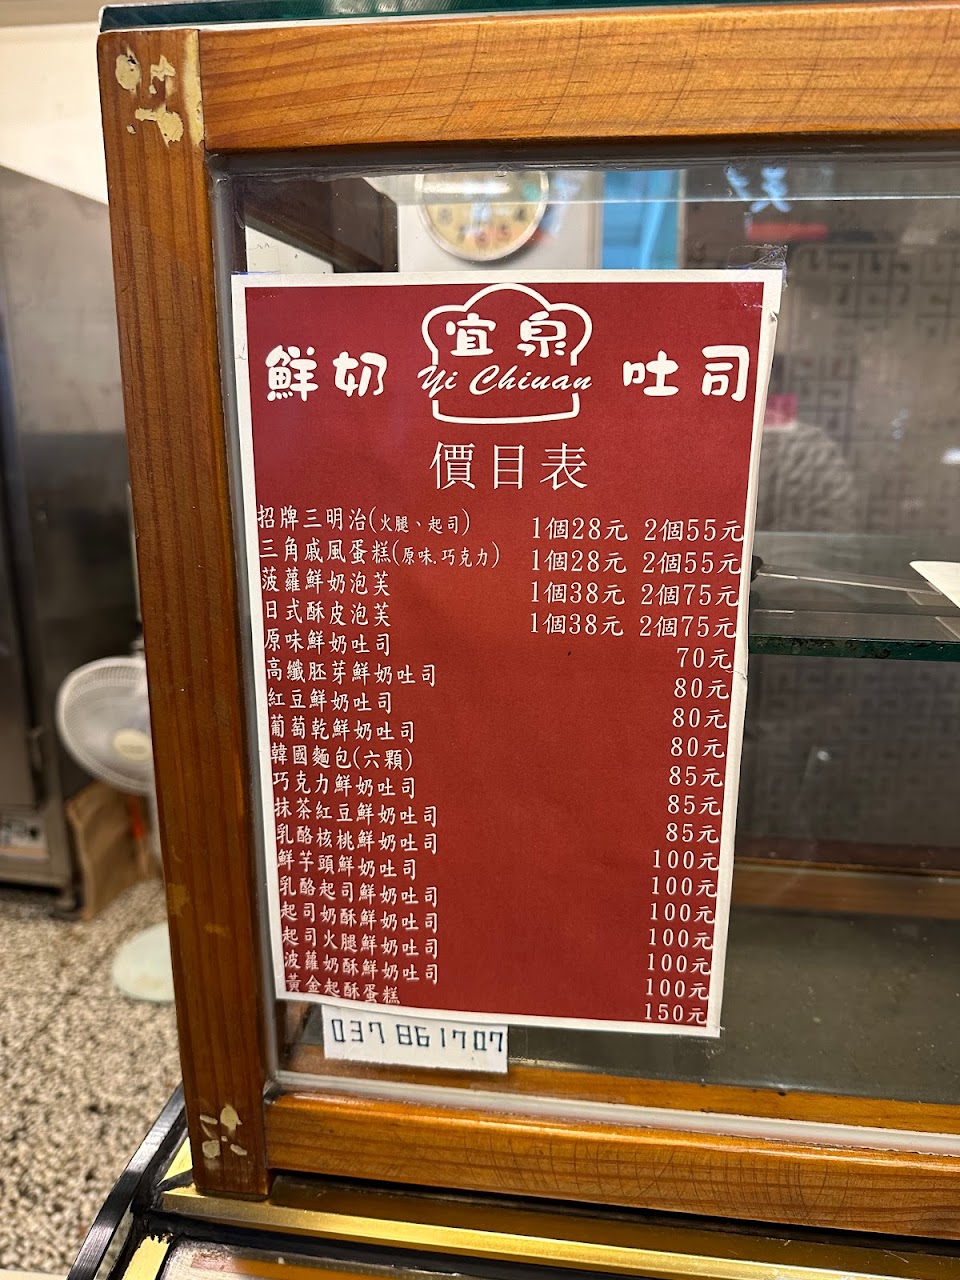 宜泉
鮮奶 Yi Chiuan 吐司
價目表
招牌三明治(火腿、起司) 1個28元 2個55元
三角戚風蛋糕(原味.巧克力) 1個28元 2個55元
菠蘿鮮奶泡芙 1個38元 2個75元
日式酥皮泡芙 1個38元 2個75元
原味鮮奶吐司 70元
高纖胚芽鮮奶吐司 80元
紅豆鮮奶吐司 80元
葡萄乾鮮奶吐司 80元
韓國麵包(六顆) 85元
巧克力鮮奶吐司 85元
抹茶紅豆鮮奶吐司 85元
乳酪核桃鮮奶吐司 100元
鮮芋頭鮮奶吐司 100元
乳酪起司鮮奶吐司 100元
起司奶酥鮮奶吐司 100元
起司火腿鮮奶吐司 100元
菠蘿奶酥鮮奶吐司 100元
黃金起酥蛋糕 150元
037 861707